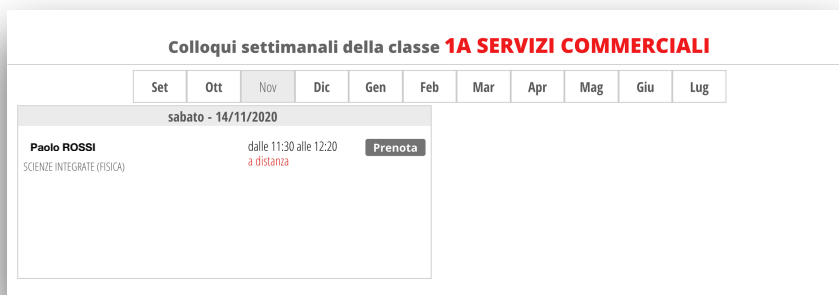 Colloqui settimanali della classe 1A SERVIZI COMMERCIALI
Set Ott Nov Dic Gen Feb Mar Apr Mag Giu Lug
sabato - 14/11/2020
Paolo ROSSI dalle 11:30 alle 12:20 Prenota
a distanza
SCIENZE INTEGRATE (FISICA)